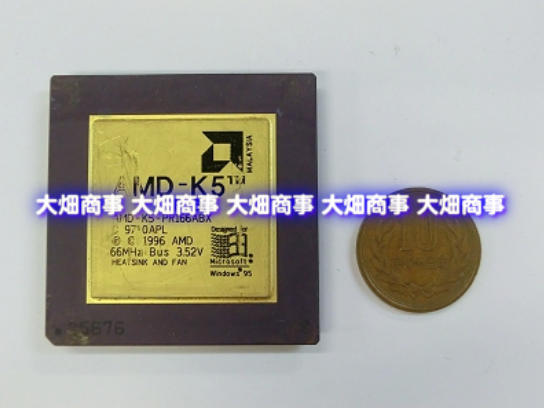 MALAYSIA
MD-K5™
大畑商事 大畑商事 大畑商事 大畑商事 大畑商事
AMD-K5-PR166ABX
© 1996 AMD
66MHz Bus 3.52V
HEATSINK AND FAN
Designed for
Microsoft
Windows 95
10